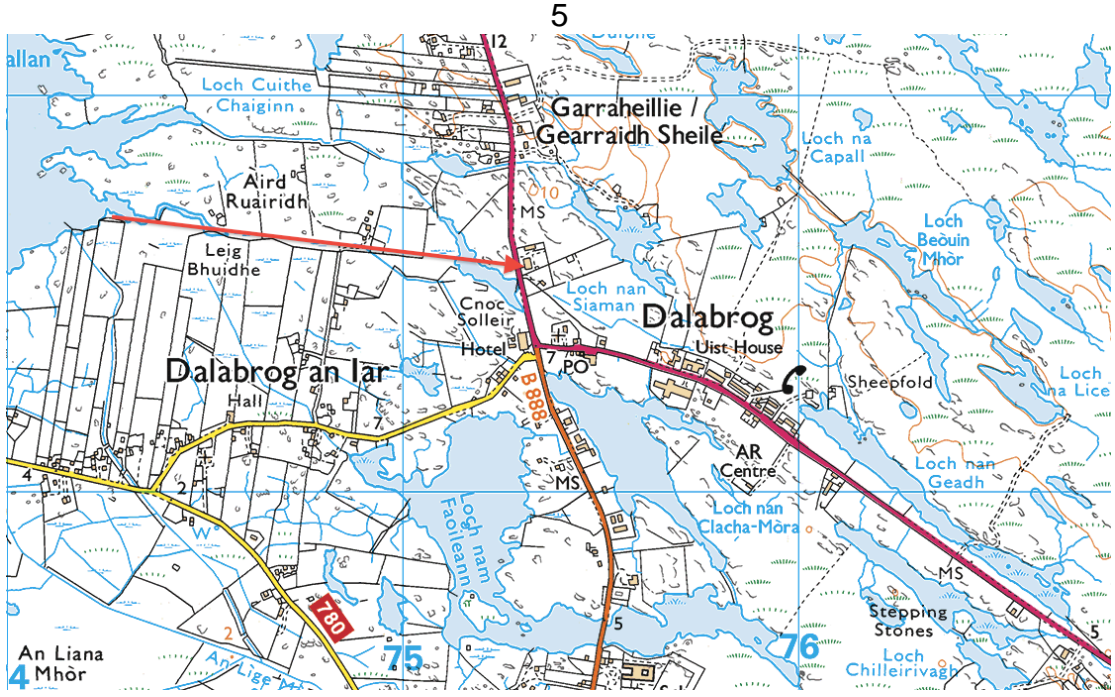 5
12
allan
Loch Cuithe
Chaiginn
Garraheillie /
Gearraidh Sheile
Loch na
Capall
10
Aird
Ruairidh
MS
Loch
Beòuin
Mhòr
Leig
Bhuidhe
Loch nan
Siaman
Cnoc
Solleir
Dalabrog
Uist House
Hotel
7
PO
Dalabrog an Iar
Hall
B 888
Sheepfold
Loch
na Lice
AR
Centre
Loch nan
Geadh
4
2
MS
W
Loch nan
Clacha-Mòra
Loch nam
Faoileann
MS
780
2
5
Stepping
Stones
5
An Liana
Mhòr
4
75
76
Loch
Chilleirivagh